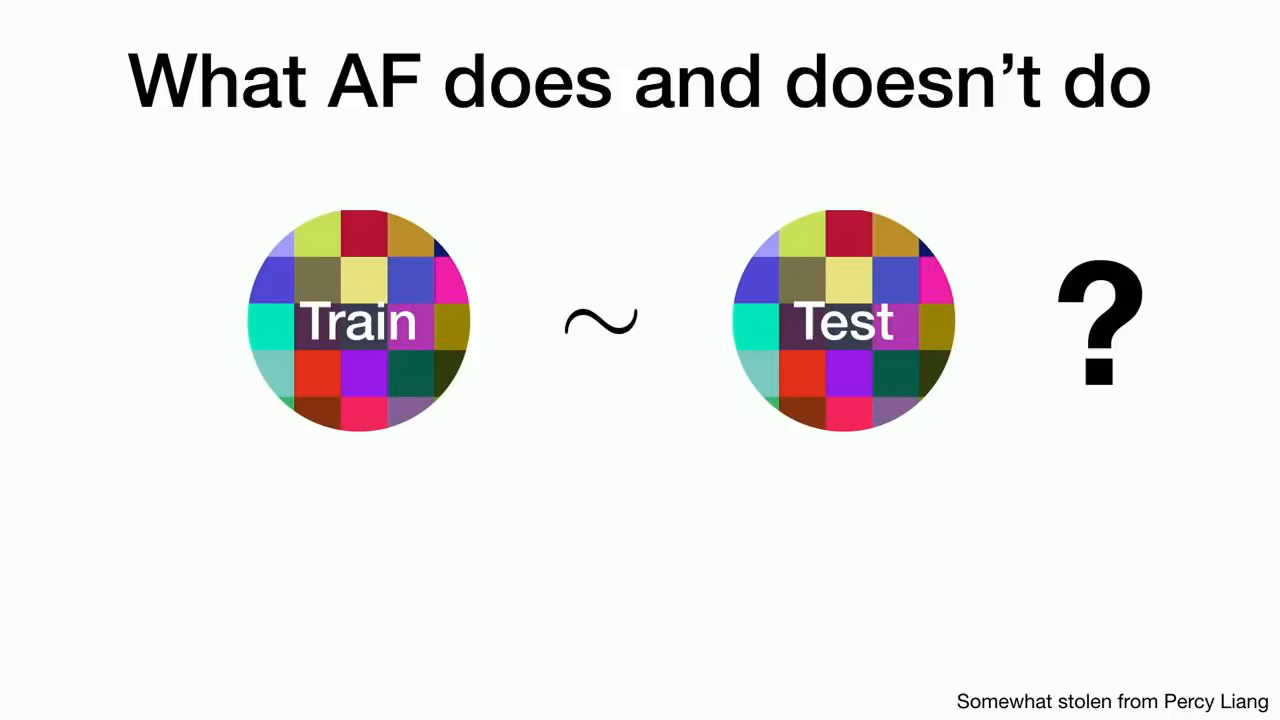 What AF does and doesn’t do
Train ~ Test ?
Somewhat stolen from Percy Liang